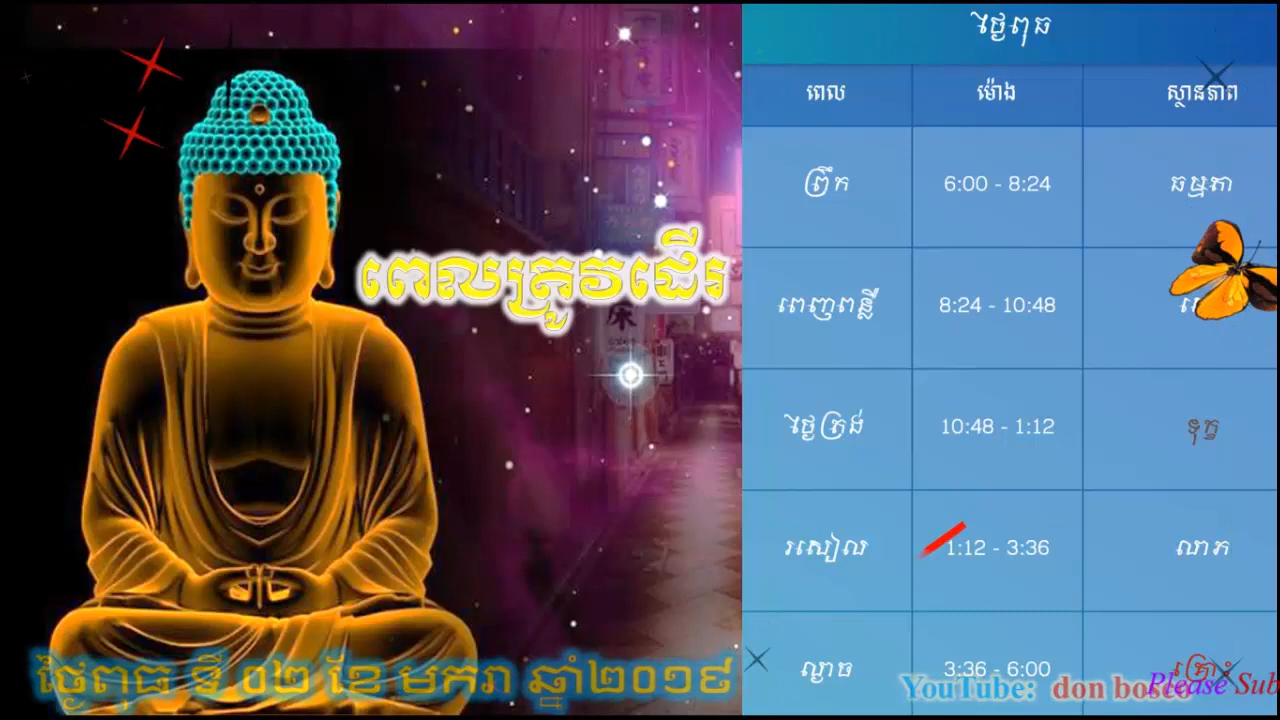 ពេលត្រូវដើរ
ថ្ងៃពុធ ទី ០២ ខែ មករា ឆ្នាំ២០១៩
ថ្ងៃពុធ
ពេល ម៉ោង ស្ថានភាព
ព្រឹក 6:00 - 8:24 ធម្មតា
ពេញពន្លឺ 8:24 - 10:48
ថ្ងៃត្រង់ 10:48 - 1:12 ទុក្ខ
រសៀល 1:12 - 3:36 លាភ
ល្ងាច 3:36 - 6:00 គ្រោះ
YouTube: don bosco
Please Sub